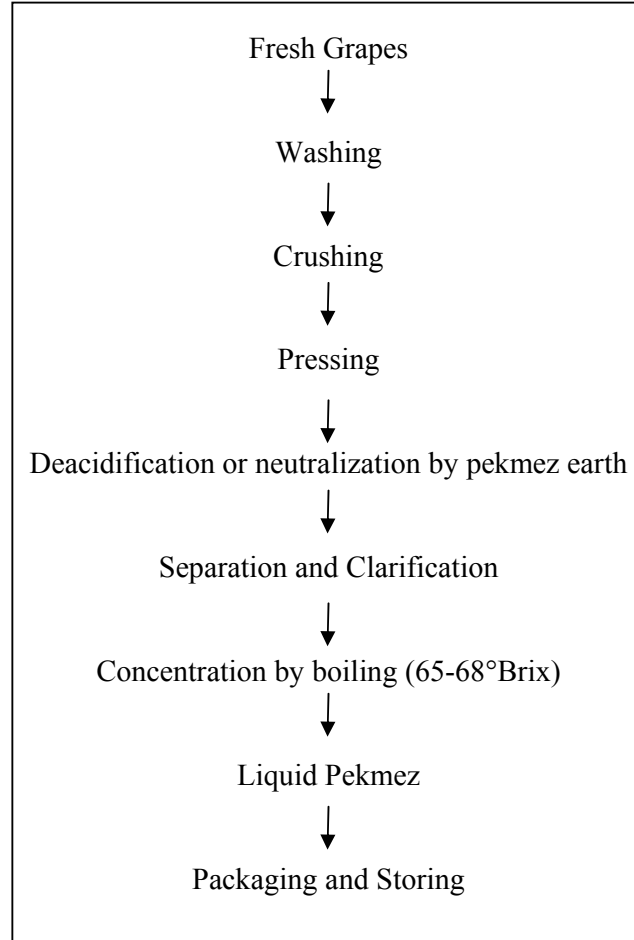 Fresh Grapes
Washing
Crushing
Pressing
Deacidification or neutralization by pekmez earth
Separation and Clarification
Concentration by boiling (65-68°Brix)
Liquid Pekmez
Packaging and Storing